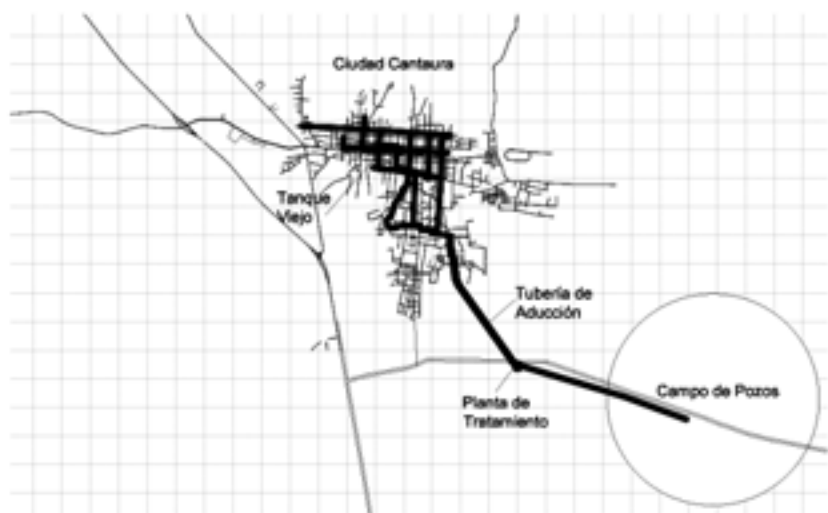 Ciudad Cantaura
Tanque
Viejo
Tubería de
Aducción
Campo de Pozos
Planta de
Tratamiento